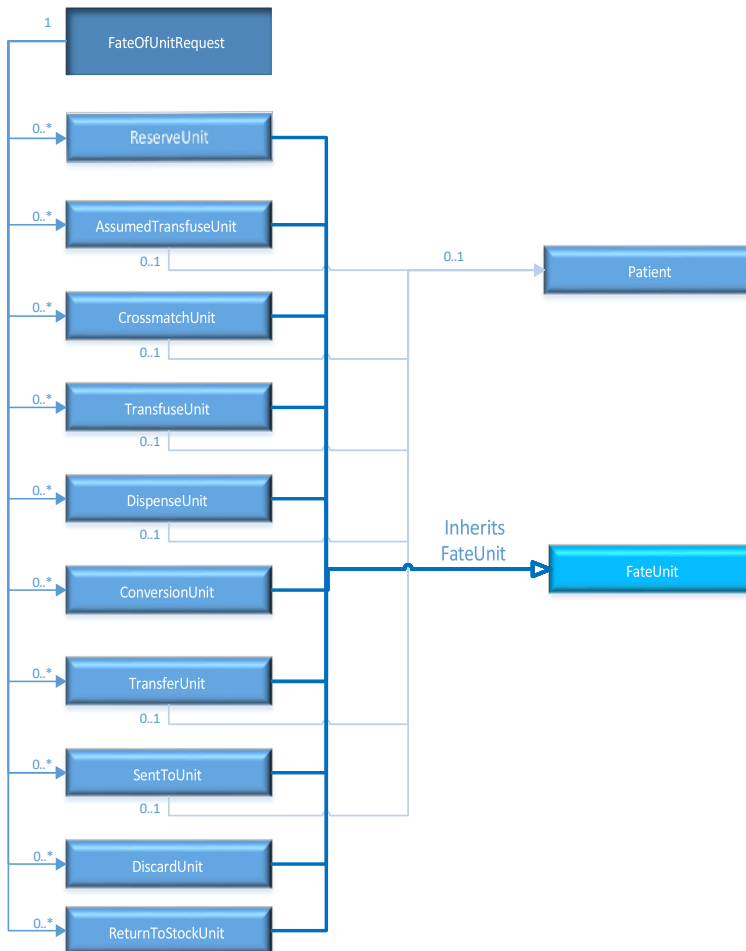 1
FateOfUnitRequest
0..*
ReserveUnit
0..*
AssumedTransfuseUnit
0..1
0..1
Patient
0..*
CrossmatchUnit
0..1
0..*
TransfuseUnit
0..1
0..*
DispenseUnit
0..1
Inherits
FateUnit
FateUnit
0..*
ConversionUnit
0..*
TransferUnit
0..1
0..*
SentToUnit
0..1
0..*
DiscardUnit
0..*
ReturnToStockUnit